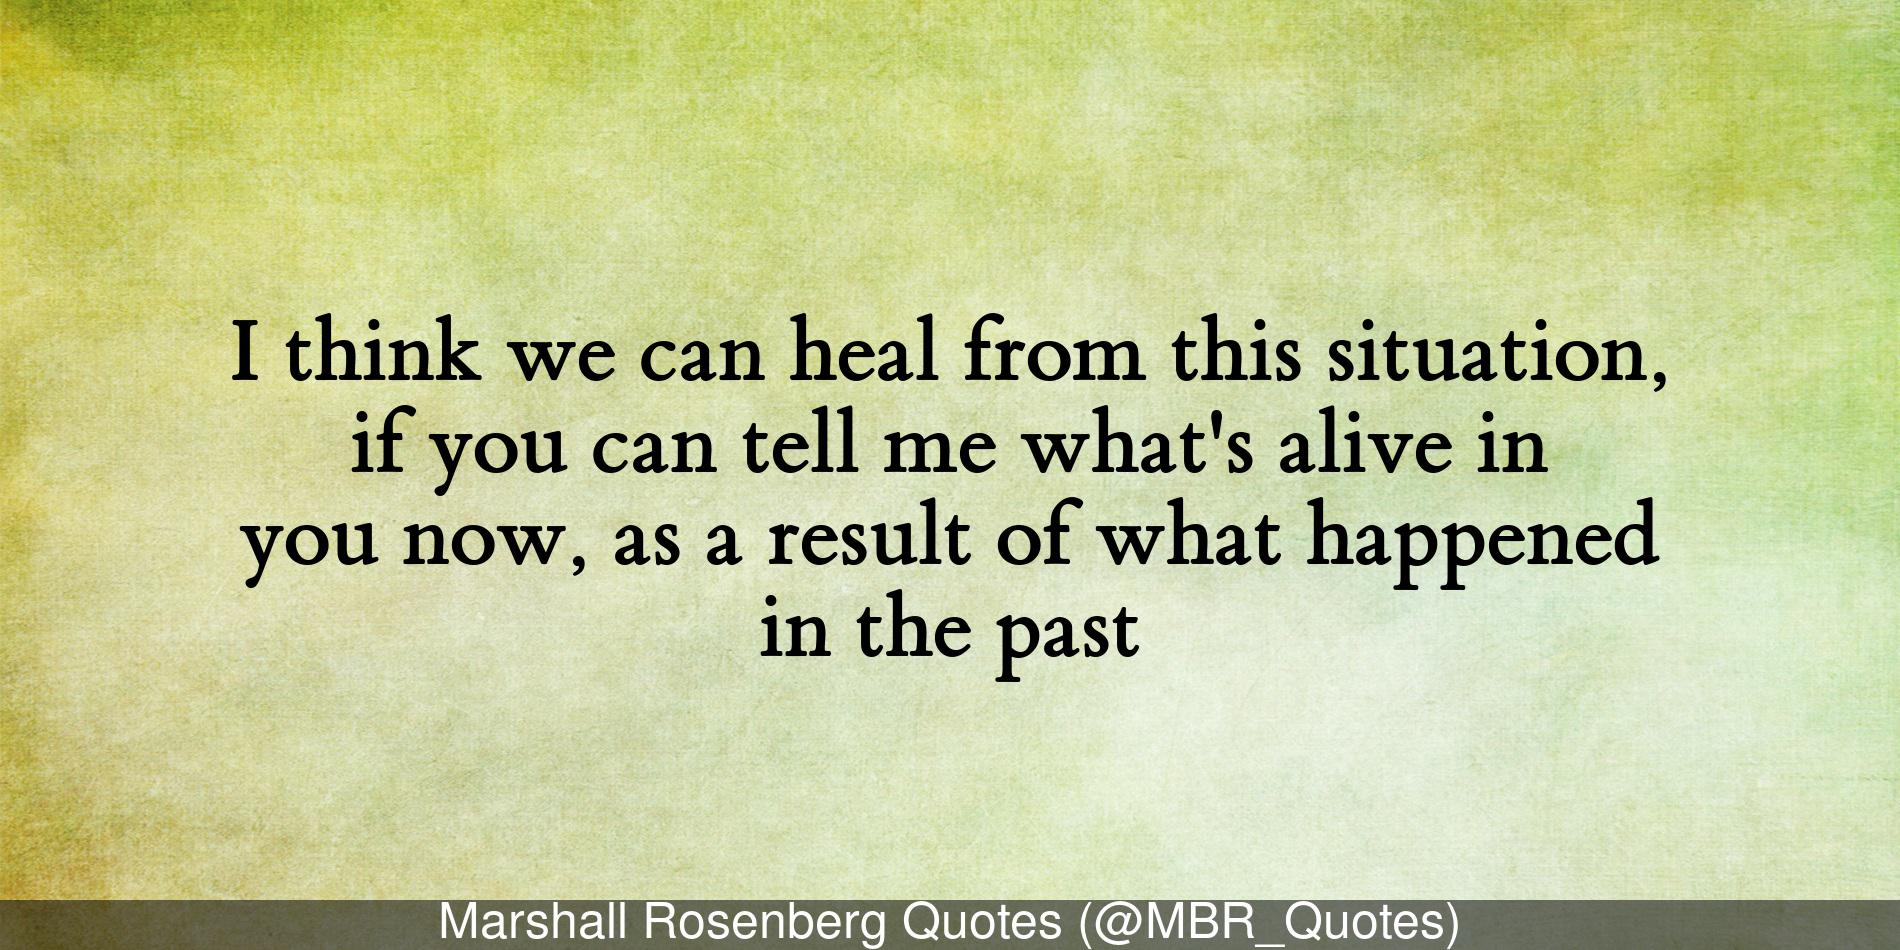 I think we can heal from this situation,
if you can tell me what's alive in
you now, as a result of what happened
in the past
Marshall Rosenberg Quotes (@MBR_Quotes)